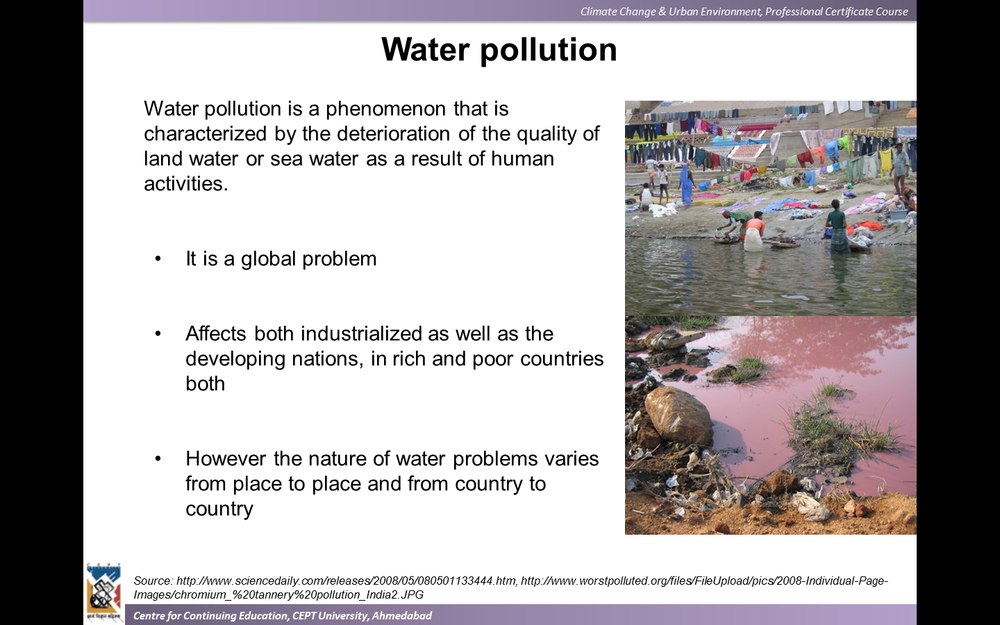 Climate Change & Urban Environment, Professional Certificate Course
Water pollution
Water pollution is a phenomenon that is
characterized by the deterioration of the quality of
land water or sea water as a result of human
activities.
• It is a global problem
• Affects both industrialized as well as the
developing nations, in rich and poor countries
both
• However the nature of water problems varies
from place to place and from country to
country
Source: http://www.sciencedaily.com/releases/2008/05/080501133444.htm, http://www.worstpolluted.org/files/FileUpload/pics/2008-Individual-Page-
Images/chromium_%20tannery%20pollution_India2.JPG
Centre for Continuing Education, CEPT University, Ahmedabad